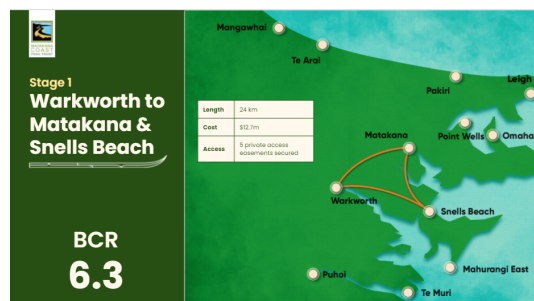 COAST
Stage 1
Warkworth to
Matakana &
Snells Beach
BCR
6.3
Mangawhai
Te Arai
Pakiri
Leigh
Length 24 km
Cost $12.7m
Access 5 private access
easements secured
Matakana
Point Wells
Omaha
Warkworth
Snells Beach
Puhoi
Mahurangi East
Te Muri